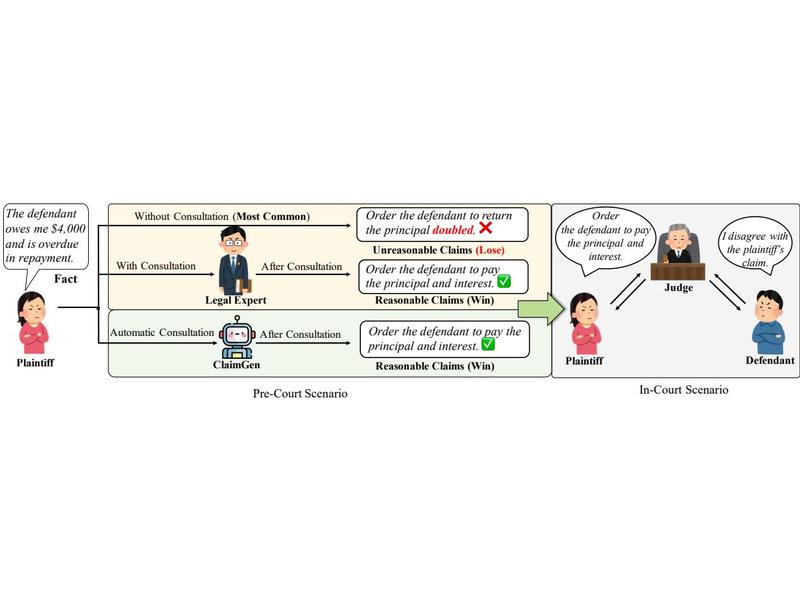 The defendant
owes me $4,000
and is overdue
in repayment.
Fact
Plaintiff
Without Consultation (Most Common)
Order the defendant to return
the principal doubled.
Unreasonable Claims (Lose)
With Consultation
Legal Expert
After Consultation
Order the defendant to pay
the principal and interest.
Reasonable Claims (Win)
Automatic Consultation
ClaimGen
After Consultation
Order the defendant to pay the
principal and interest.
Reasonable Claims (Win)
Pre-Court Scenario
Order
the defendant to pay
the principal and
interest.
Judge
I disagree with
the plaintiff's
claim.
Plaintiff
Defendant
In-Court Scenario